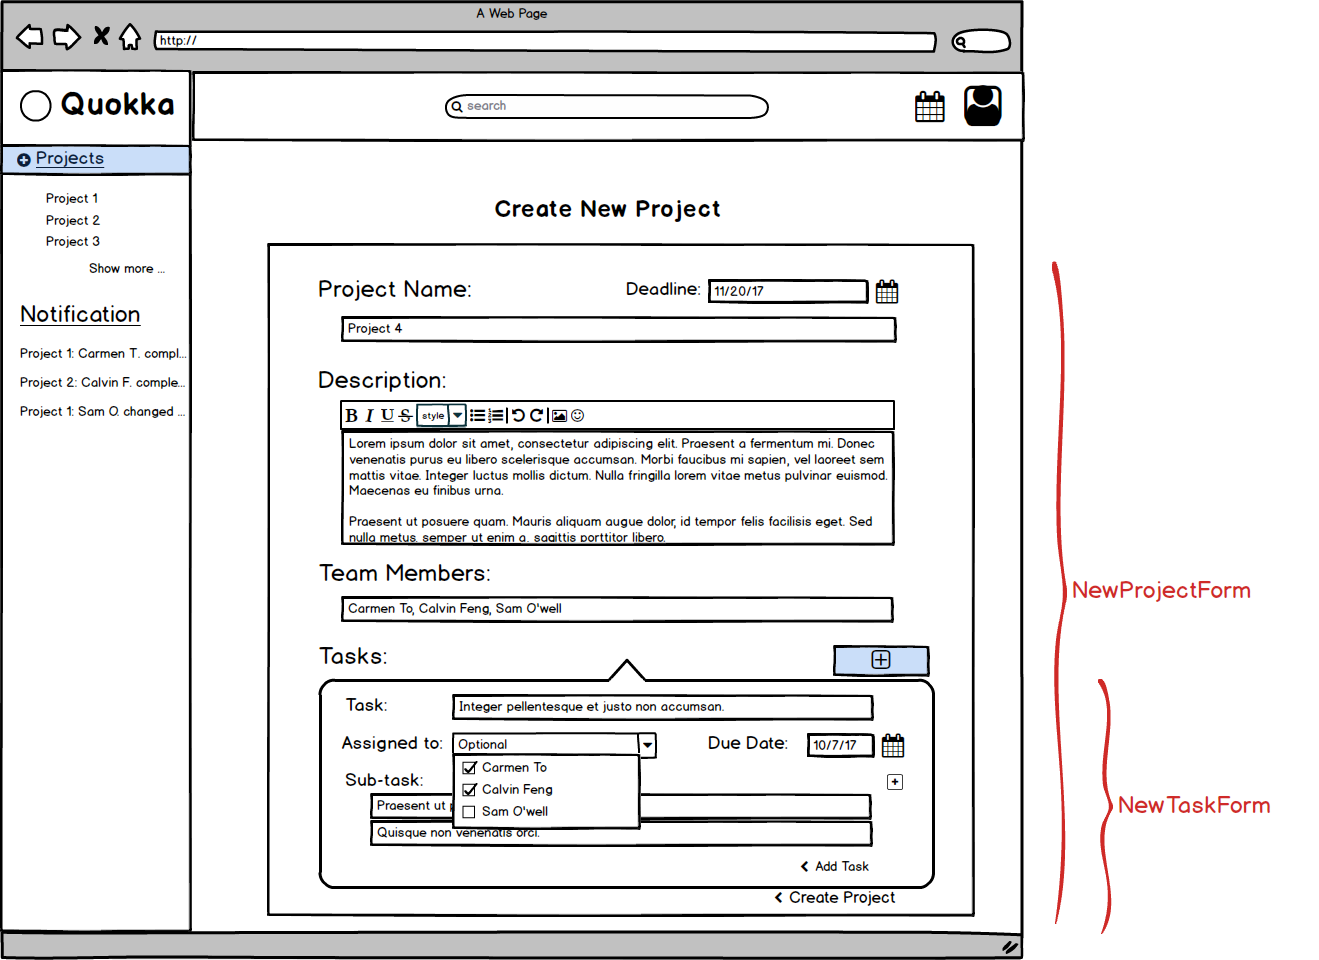 A Web Page
http://
Quokka
search
Projects
Project 1
Project 2
Project 3
Show more ...
Notification
Project 1: Carmen T. compl...
Project 2: Calvin F. comple...
Project 1: Sam O. changed ...
Create New Project
Project Name:
Deadline: 11/20/17
Project 4
Description:
B I U S style
Lorem ipsum dolor sit amet, consectetur adipiscing elit. Praesent a fermentum mi. Donec
venenatis purus eu libero scelerisque accumsan. Morbi faucibus mi sapien, vel laoreet sem
mattis vitae. Integer luctus mollis dictum. Nulla fringilla lorem vitae metus pulvinar euismod.
Maecenas eu finibus urna.
Praesent ut posuere quam. Mauris aliquam augue dolor, id tempor felis facilisis eget. Sed
nulla metus, semper ut enim a, sagittis porttitor libero.
Team Members:
Carmen To, Calvin Feng, Sam O'well
Tasks:
Task: Integer pellentesque et justo non accumsan.
Assigned to: Optional
Due Date: 10/7/17
Carmen To
Calvin Feng
Sam O'well
Sub-task:
Praesent ut
Quisque non venenatis orci.
Add Task
Create Project
NewProjectForm
NewTaskForm